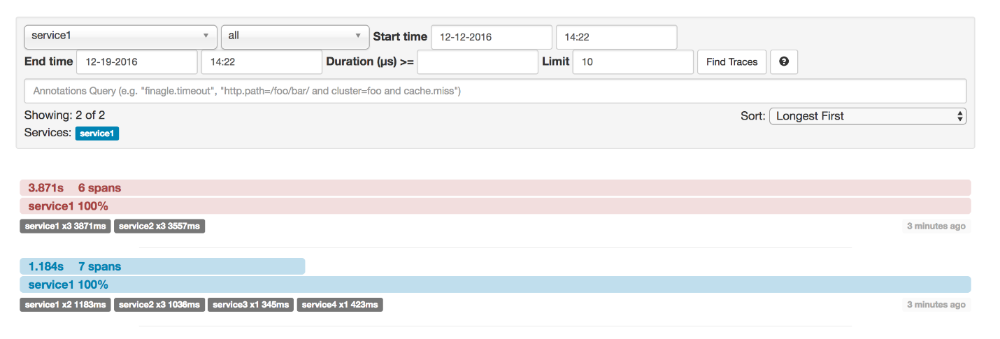 service1 all Start time 12-12-2016 14:22
End time 12-19-2016 14:22 Duration (µs) >= Limit 10 Find Traces ?
Annotations Query (e.g. "finagle.timeout", "http.path=/foo/bar/ and cluster=foo and cache.miss")
Showing: 2 of 2 Sort: Longest First
Services: service1
3.871s 6 spans
service1 100%
service1 x3 3871ms service2 x3 3557ms 3 minutes ago
1.184s 7 spans
service1 100%
service1 x2 1183ms service2 x3 1036ms service3 x1 345ms service4 x1 423ms 3 minutes ago